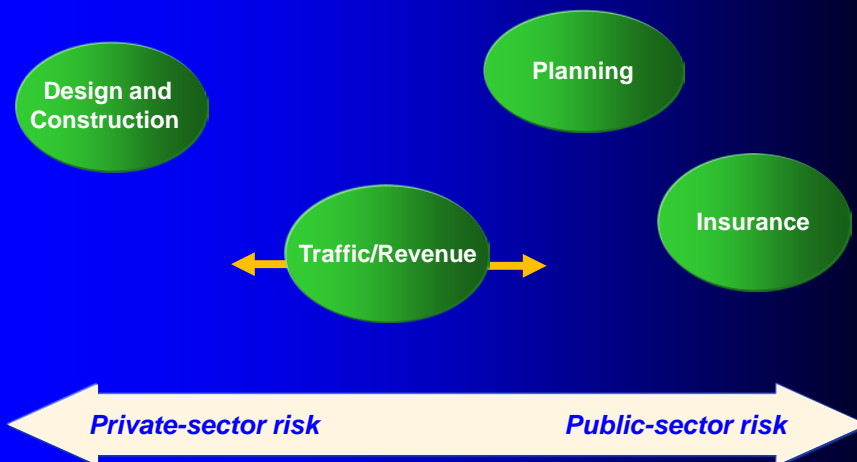 Planning
Design and
Construction
Insurance
Traffic/Revenue
Private-sector risk
Public-sector risk